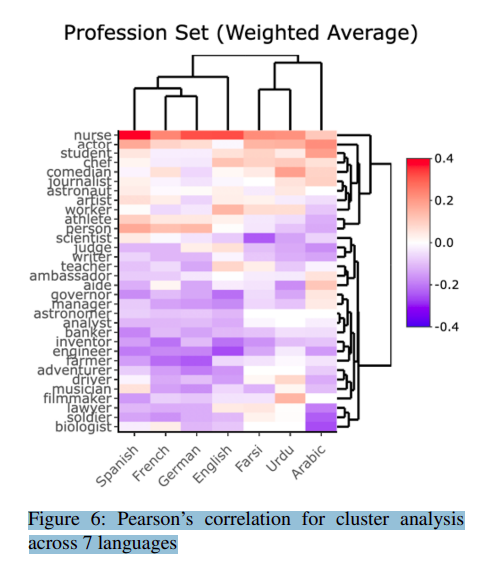 Profession Set (Weighted Average)
nurse
actor
student
chef
comedian
journalist
astronaut
artist
worker
athlete
person
scientist
judge
writer
teacher
ambassador
aide
governor
manager
astronomer
analyst
banker
inventor
engineer
farmer
adventurer
driver
musician
filmmaker
lawyer
soldier
biologist
0.4
0.2
0.0
-0.2
-0.4
Spanish
French
German
English
Farsi
Urdu
Arabic
Figure 6: Pearson's correlation for cluster analysis
across 7 languages